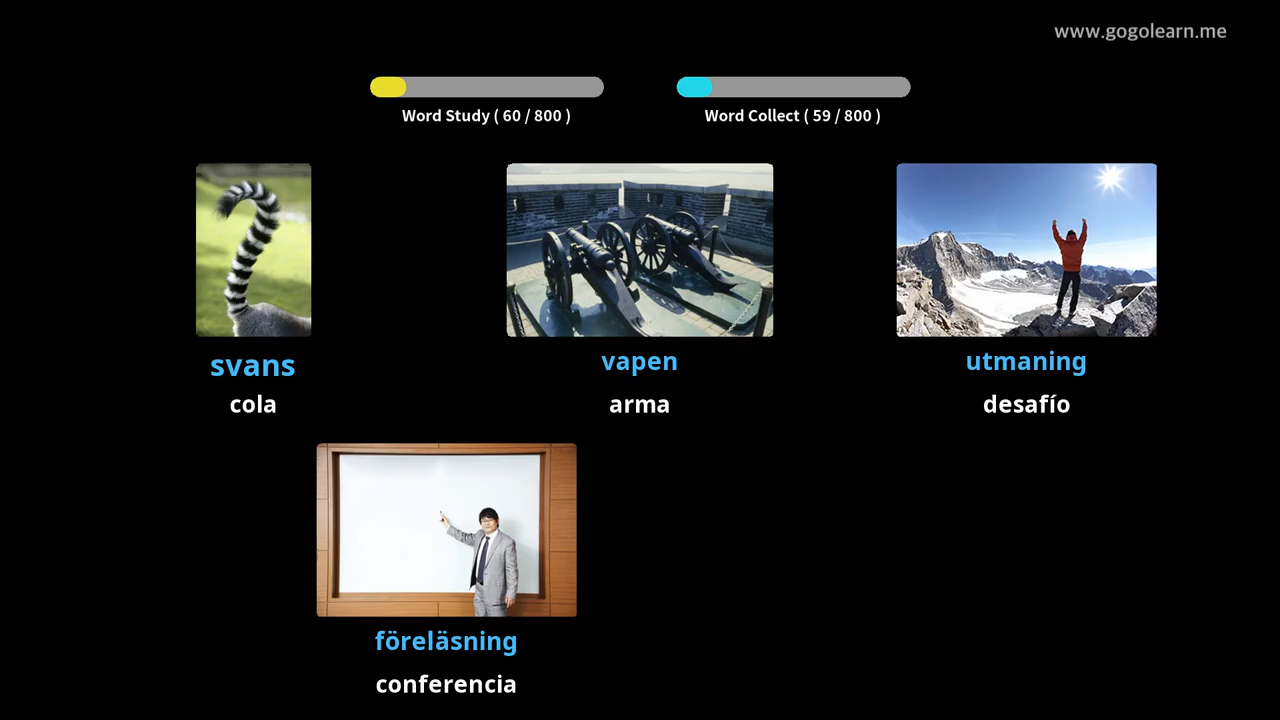 www.gogolearn.me
Word Study ( 60 / 800 )
Word Collect ( 59 / 800 )
svans
cola
vapen
arma
utmaning
desafío
föreläsning
conferencia